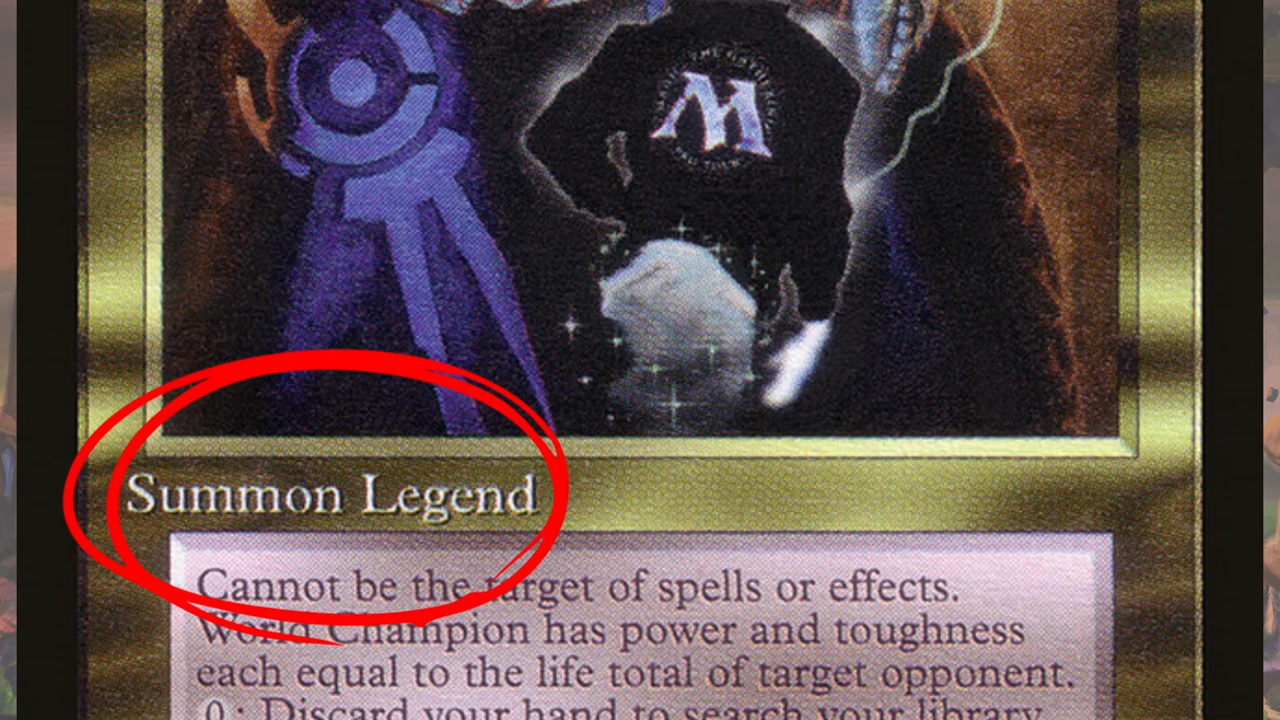 M
Summon Legend
Cannot be the target of spells or effects.
World Champion has power and toughness
each equal to the life total of target opponent.
0: Discard your hand to search your library